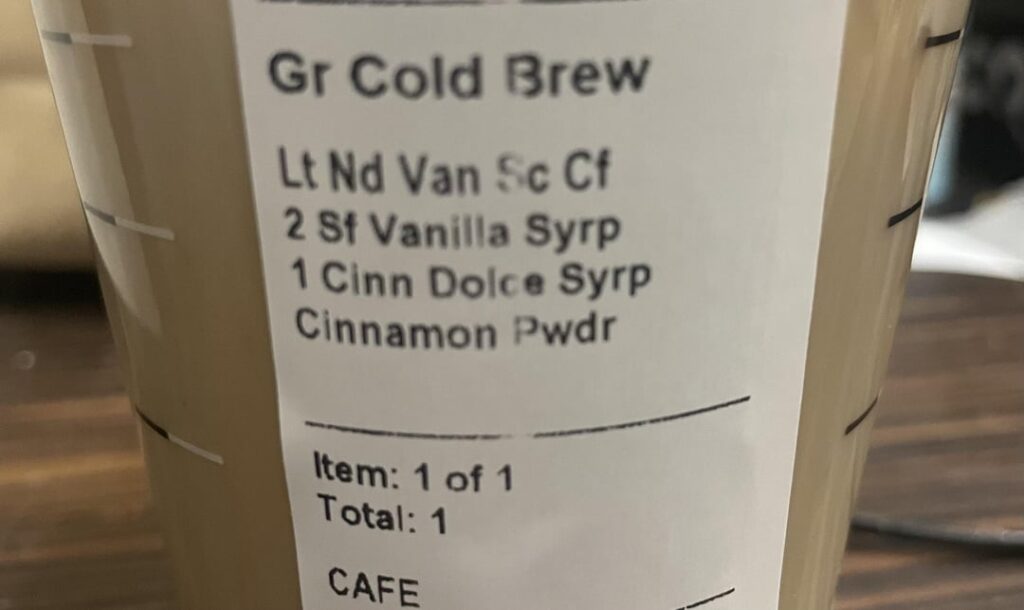 Gr Cold Brew
Lt Nd Van Sc Cf
2 Sf Vanilla Syrp
1 Cinn Dolce Syrp
Cinnamon Pwdr
Item: 1 of 1
Total: 1
CAFE